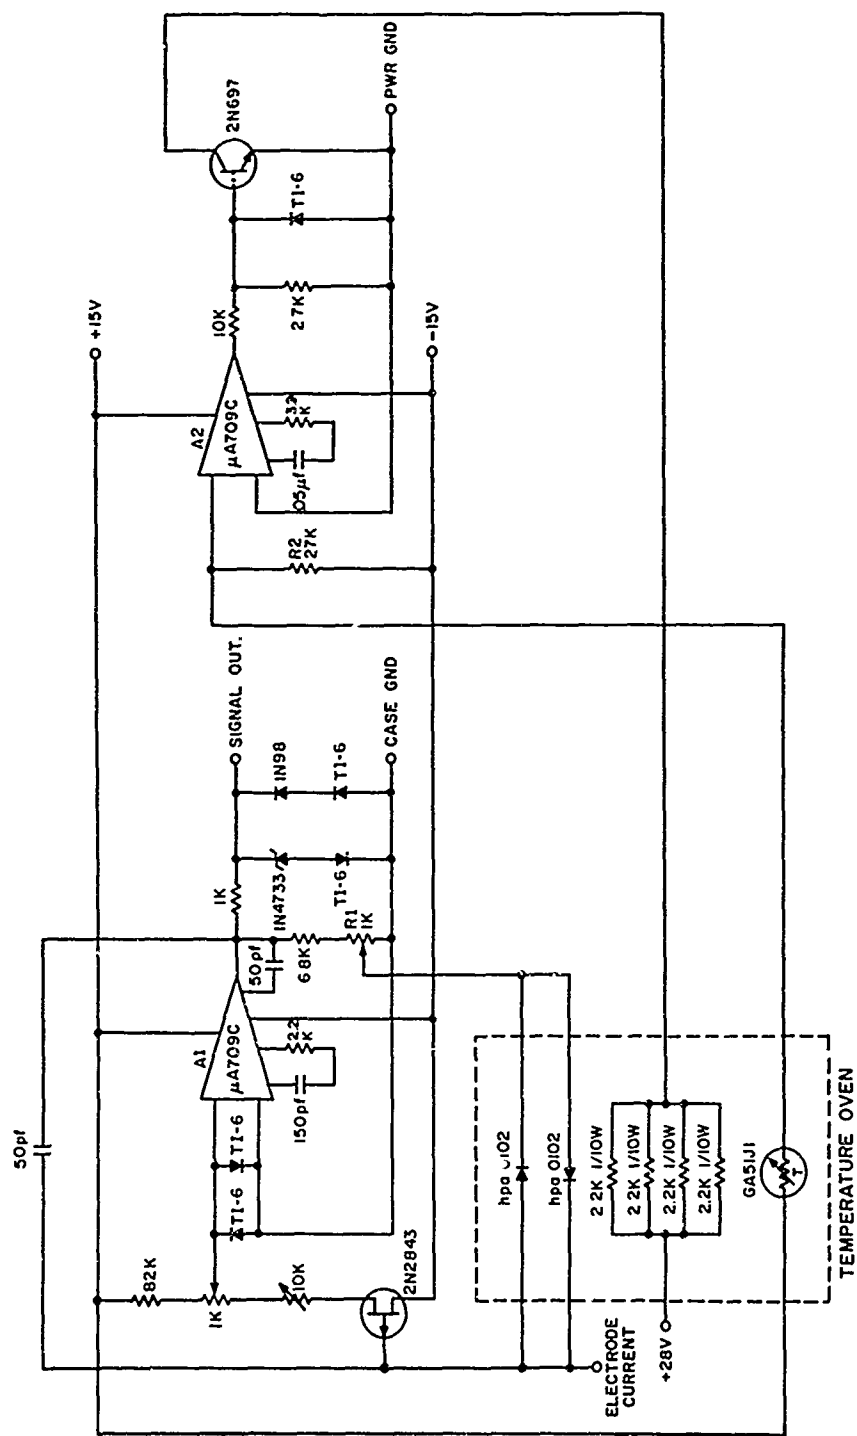 +15V
PWR GND
2N697
T1-6
10K
27K
-15V
A2
μA709C
3.2
K
.05μf
R2
27K
SIGNAL OUT.
CASE GND
1N98
T1-6
1N4733
T1-6
1K
R1
1K
50pf
6.8K
A1
μA709C
2.2
K
150pf
50pf
T1-6
T1-6
82K
1K
10K
2N2843
hpa 0102
hpa 0102
2.2K 1/10W
2.2K 1/10W
2.2K 1/10W
2.2K 1/10W
GA51J1
T
TEMPERATURE OVEN
ELECTRODE
CURRENT
+28V